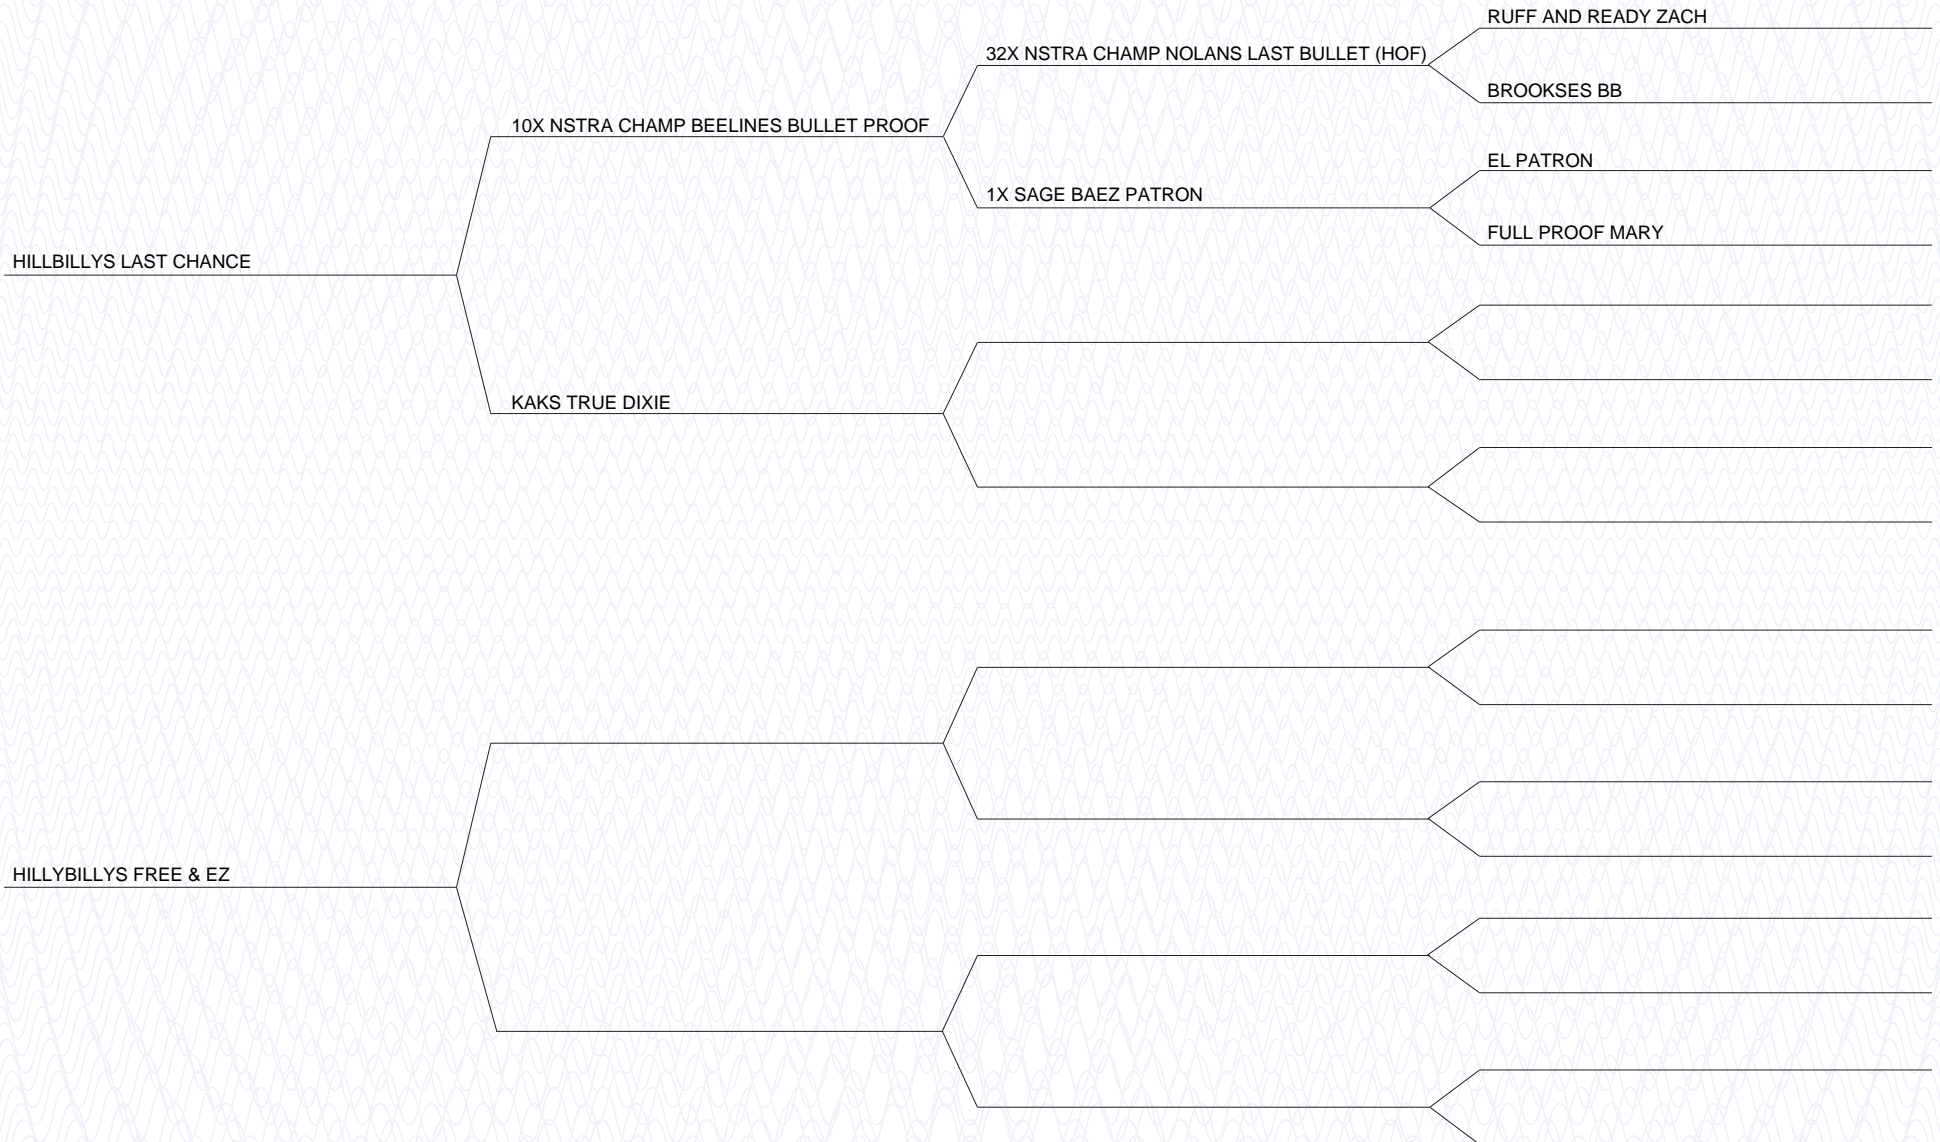 RUFF AND READY ZACH
32X NSTRA CHAMP NOLANS LAST BULLET (HOF)
BROOKSES BB
10X NSTRA CHAMP BEELINES BULLET PROOF
EL PATRON
1X SAGE BAEZ PATRON
FULL PROOF MARY
HILLBILLYS LAST CHANCE
KAKS TRUE DIXIE
HILLYBILLYS FREE & EZ